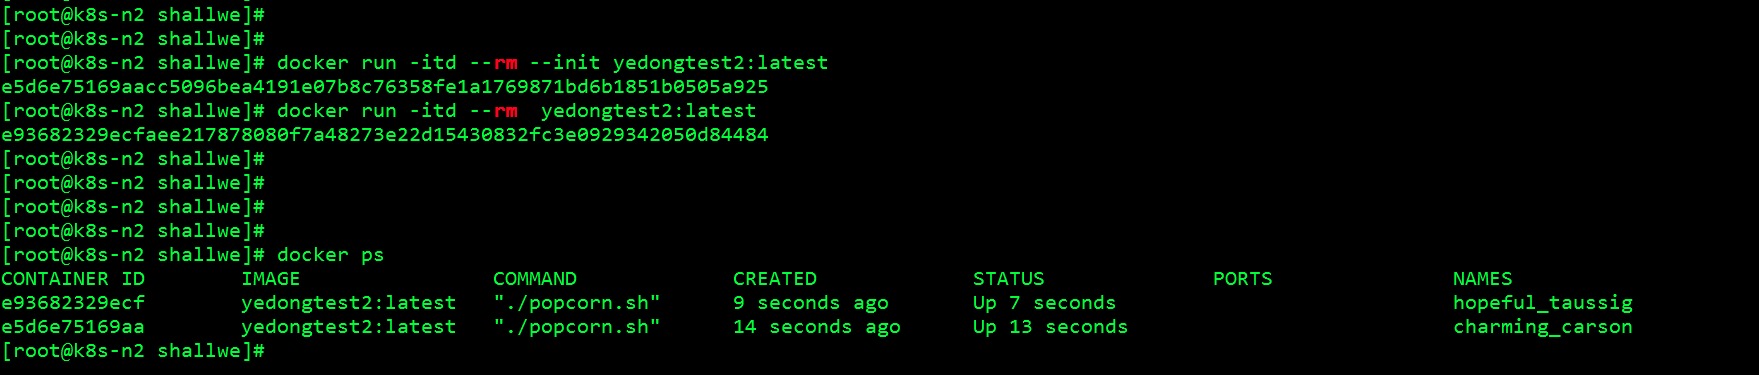 [root@k8s-n2 shallwe]#
[root@k8s-n2 shallwe]#
[root@k8s-n2 shallwe]# docker run -itd --rm --init yedongtest2:latest
e5d6e75169aacc5096bea4191e07b8c76358fe1a1769871bd6b1851b0505a925
[root@k8s-n2 shallwe]# docker run -itd --rm  yedongtest2:latest
e93682329ecfaee217878080f7a48273e22d15430832fc3e0929342050d84484
[root@k8s-n2 shallwe]#
[root@k8s-n2 shallwe]#
[root@k8s-n2 shallwe]#
[root@k8s-n2 shallwe]#
[root@k8s-n2 shallwe]# docker ps
CONTAINER ID        IMAGE                COMMAND             CREATED             STATUS              PORTS               NAMES
e93682329ecf        yedongtest2:latest   "./popcorn.sh"      9 seconds ago       Up 7 seconds                            hopeful_taussig
e5d6e75169aa        yedongtest2:latest   "./popcorn.sh"      14 seconds ago      Up 13 seconds                           charming_carson
[root@k8s-n2 shallwe]#